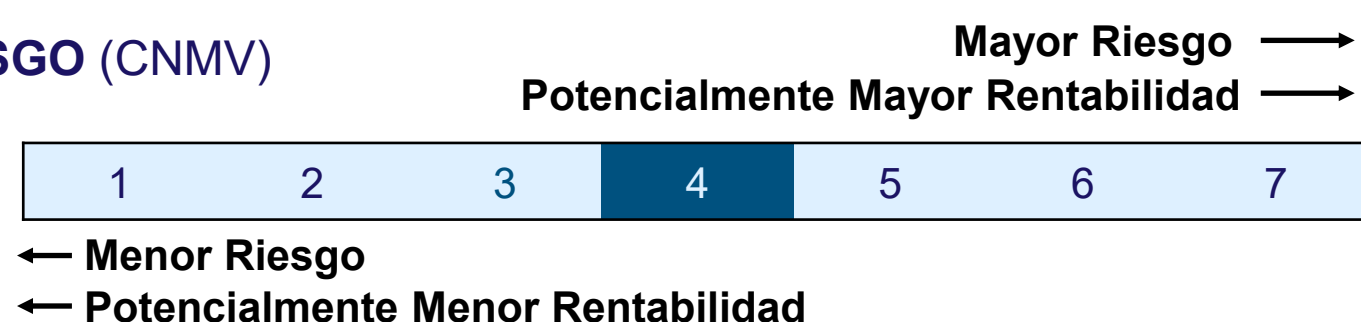 SGO (CNMV)
Mayor Riesgo
Potencialmente Mayor Rentabilidad
1 2 3 4 5 6 7
Menor Riesgo
Potencialmente Menor Rentabilidad